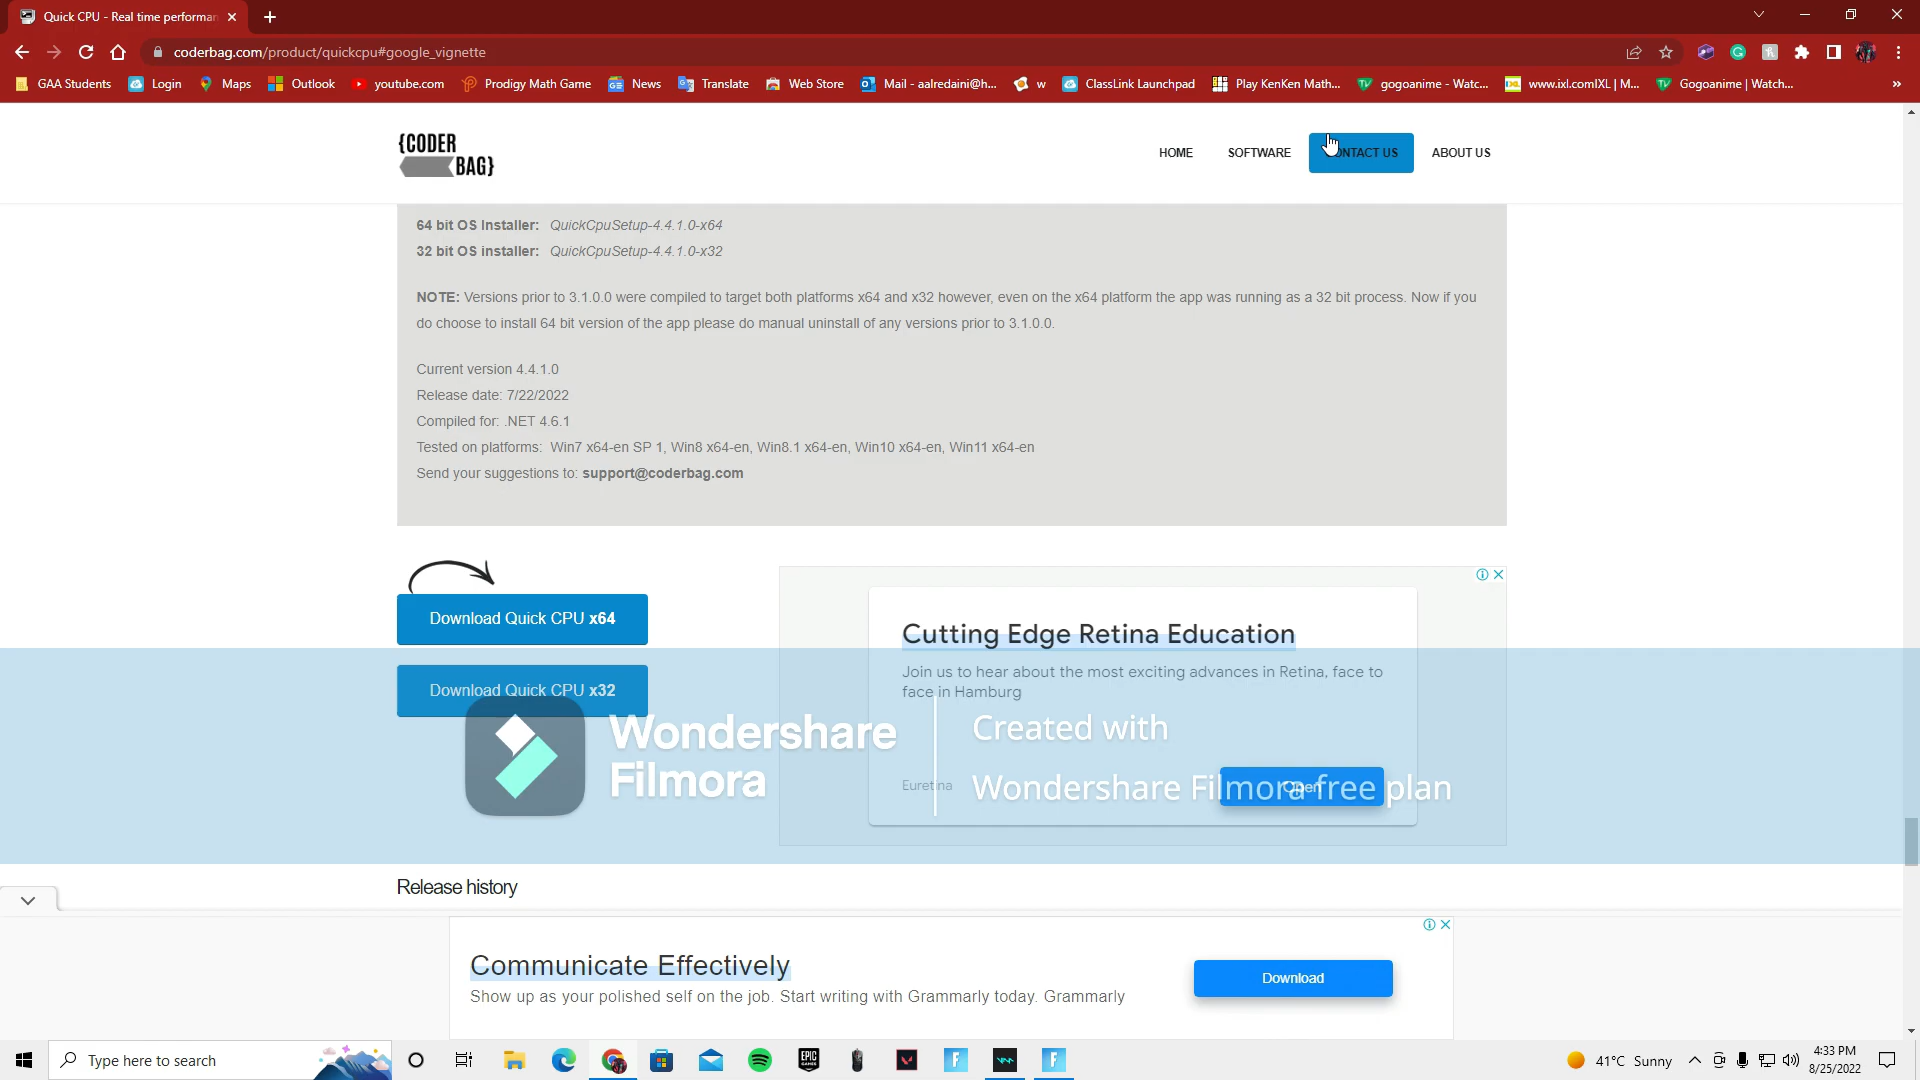 Quick CPU - Real time performan
coderbag.com/product/quickcpu#google_vignette
GAA Students
Login
Maps
Outlook
youtube.com
Prodigy Math Game
News
Translate
Web Store
Mail - aalredaini@h...
w
ClassLink Launchpad
Play KenKen Math...
gogoanime - Watc...
www.ixl.comIXL | M...
Gogoanime | Watch...
{CODER
BAG}
HOME
SOFTWARE
CONTACT US
ABOUT US
64 bit OS Installer: QuickCpuSetup-4.4.1.0-x64
32 bit OS installer: QuickCpuSetup-4.4.1.0-x32
NOTE: Versions prior to 3.1.0.0 were compiled to target both platforms x64 and x32 however, even on the x64 platform the app was running as a 32 bit process. Now if you
do choose to install 64 bit version of the app please do manual uninstall of any versions prior to 3.1.0.0.
Current version 4.4.1.0
Release date: 7/22/2022
Compiled for: .NET 4.6.1
Tested on platforms: Win7 x64-en SP 1, Win8 x64-en, Win8.1 x64-en, Win10 x64-en, Win11 x64-en
Send your suggestions to: support@coderbag.com
Download Quick CPU x64
Download Quick CPU x32
Cutting Edge Retina Education
Join us to hear about the most exciting advances in Retina, face to
face in Hamburg
Euretina
Open
Wondershare
Filmora
Created with
Wondershare Filmora free plan
Release history
Communicate Effectively
Show up as your polished self on the job. Start writing with Grammarly today. Grammarly
Download
Type here to search
EPIC
GAMES
41°C Sunny
4:33 PM
8/25/2022